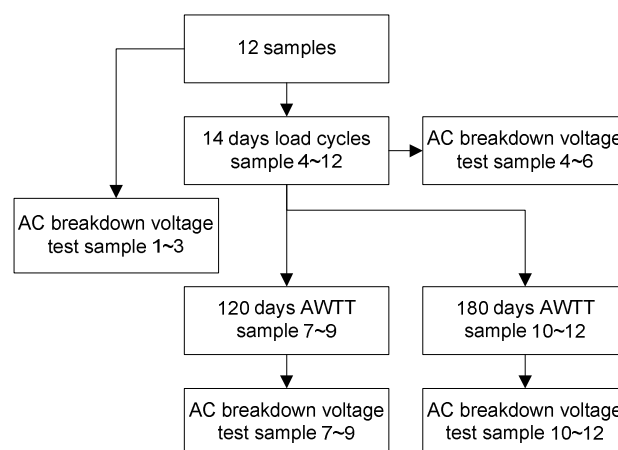 12 samples
14 days load cycles
sample 4~12
AC breakdown voltage
test sample 4~6
AC breakdown voltage
test sample 1~3
120 days AWTT
sample 7~9
180 days AWTT
sample 10~12
AC breakdown voltage
test sample 7~9
AC breakdown voltage
test sample 10~12